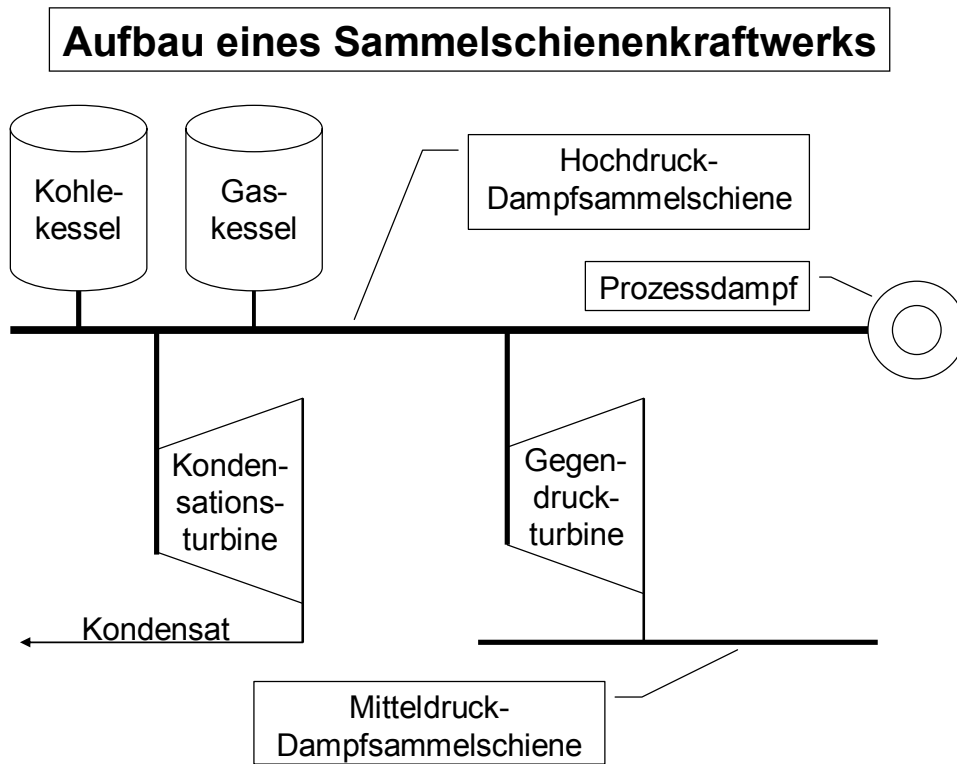 Aufbau eines Sammelschienenkraftwerks
Kohle-
kessel
Gas-
kessel
Hochdruck-
Dampfsammelschiene
Prozessdampf
Konden-
sations-
turbine
Gegen-
druck-
turbine
Kondensat
Mitteldruck-
Dampfsammelschiene